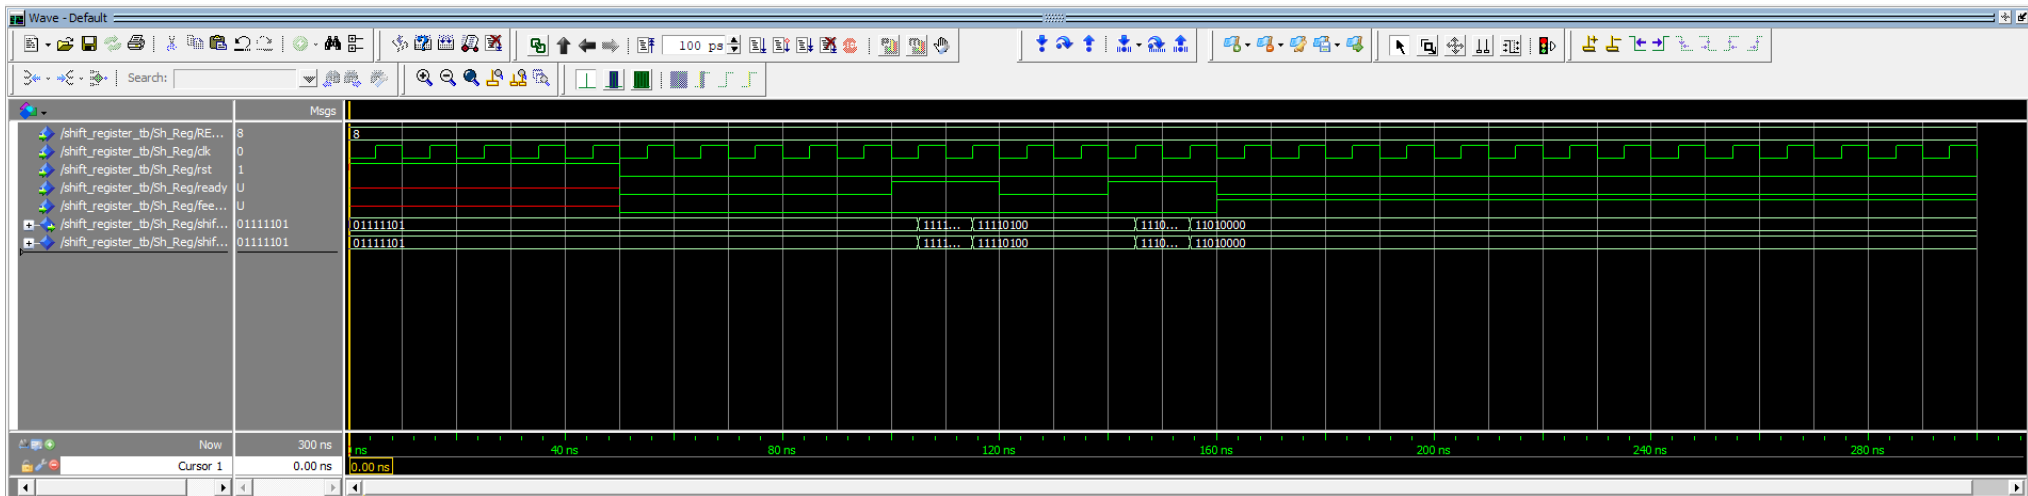 Wave - Default
100 ps
Search:
Msgs
/shift_register_tb/Sh_Reg/RE... 8 8
/shift_register_tb/Sh_Reg/clk 0
/shift_register_tb/Sh_Reg/rst 1
/shift_register_tb/Sh_Reg/ready U
/shift_register_tb/Sh_Reg/fee... U
/shift_register_tb/Sh_Reg/shif... 01111101 01111101 1111... 11110100 1110... 11010000
/shift_register_tb/Sh_Reg/shif... 01111101 01111101 1111... 11110100 1110... 11010000
Now 300 ns ns 40 ns 80 ns 120 ns 160 ns 200 ns 240 ns 280 ns
Cursor 1 0.00 ns 0.00 ns